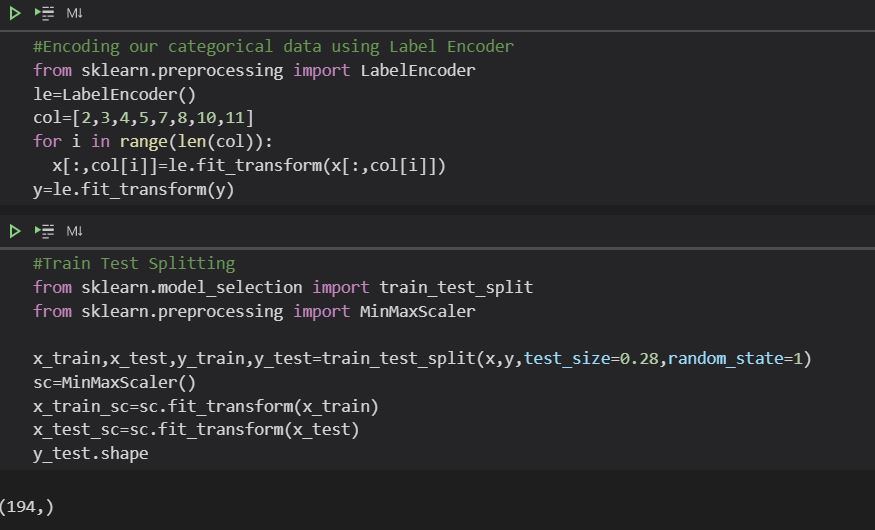 M↓
#Encoding our categorical data using Label Encoder
from sklearn.preprocessing import LabelEncoder
le=LabelEncoder()
col=[2,3,4,5,7,8,10,11]
for i in range(len(col)):
  x[:,col[i]]=le.fit_transform(x[:,col[i]])
y=le.fit_transform(y)
M↓
#Train Test Splitting
from sklearn.model_selection import train_test_split
from sklearn.preprocessing import MinMaxScaler

x_train,x_test,y_train,y_test=train_test_split(x,y,test_size=0.28,random_state=1)
sc=MinMaxScaler()
x_train_sc=sc.fit_transform(x_train)
x_test_sc=sc.fit_transform(x_test)
y_test.shape
(194,)